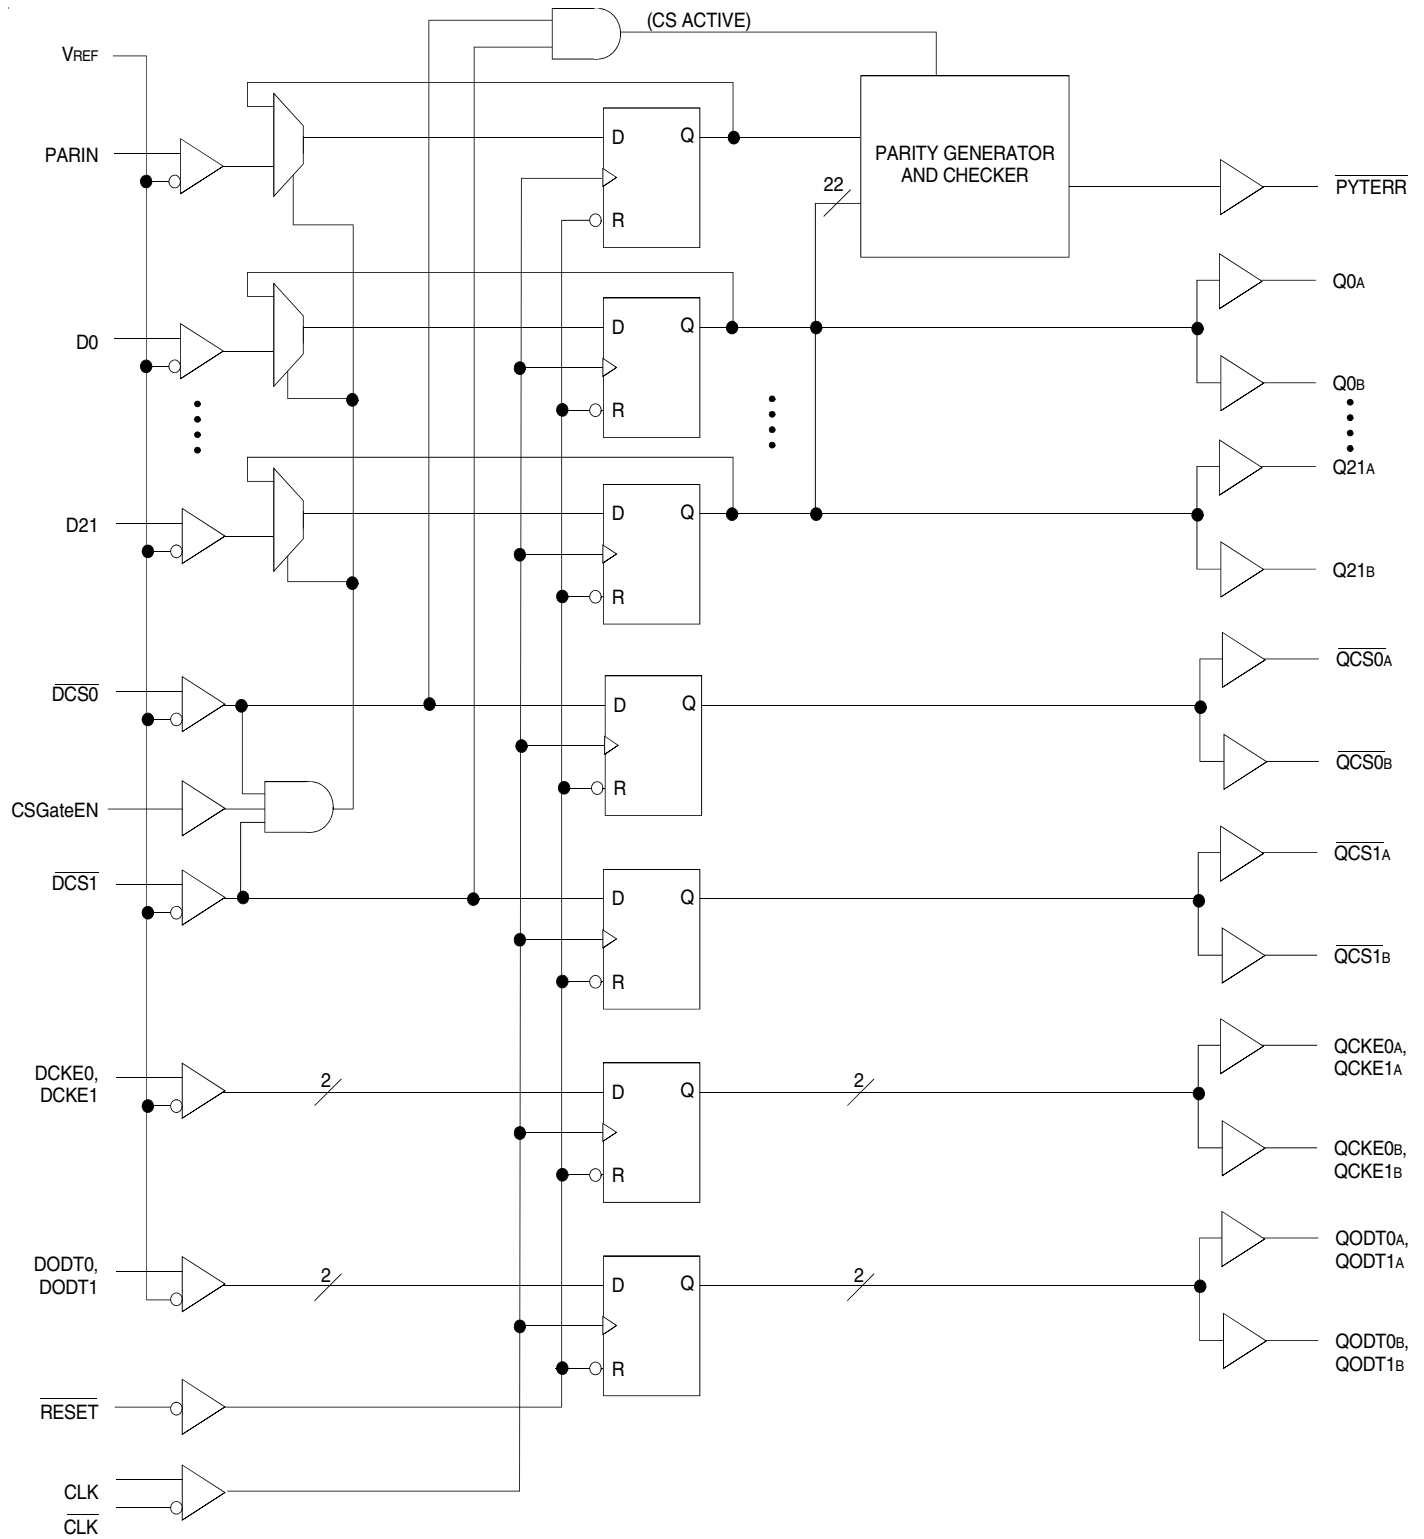 (CS ACTIVE)
VREF
PARIN
D Q
R
PARITY GENERATOR
AND CHECKER
22
PYTERR
D0
D Q
R
Q0A
Q0B
D21
D Q
R
Q21A
Q21B
DCS0
D Q
R
QCS0A
QCS0B
CSGateEN
DCS1
D Q
R
QCS1A
QCS1B
DCKE0,
DCKE1
2
D Q
R
2
QCKE0A,
QCKE1A
QCKE0B,
QCKE1B
DODT0,
DODT1
2
D Q
R
2
QODT0A,
QODT1A
QODT0B,
QODT1B
RESET
CLK
CLK